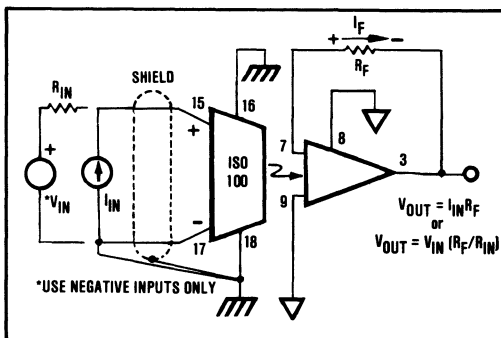 I_F
+ −
R_F
SHIELD
R_IN
15
16
+
+
*V_IN
I_IN
ISO
100
7
8
3
9
−
17
18
V_OUT = I_IN R_F
or
V_OUT = V_IN (R_F/R_IN)
*USE NEGATIVE INPUTS ONLY